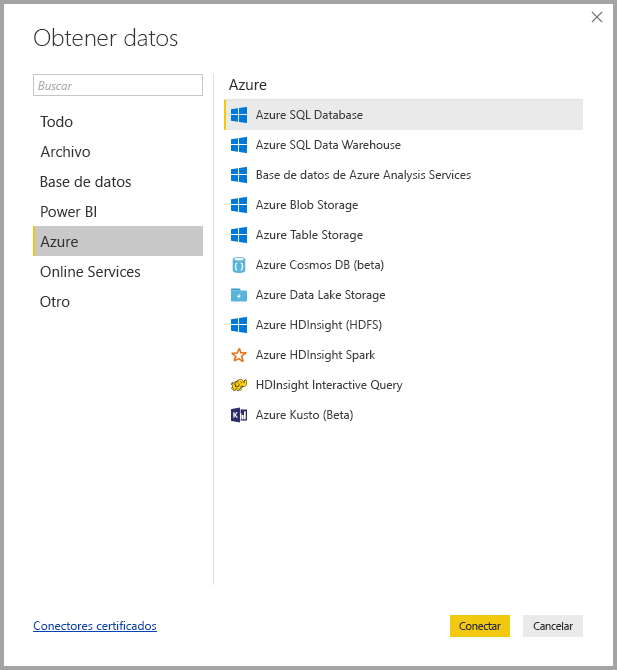 Obtener datos
Buscar
Todo
Archivo
Base de datos
Power BI
Azure
Online Services
Otro
Azure
Azure SQL Database
Azure SQL Data Warehouse
Base de datos de Azure Analysis Services
Azure Blob Storage
Azure Table Storage
Azure Cosmos DB (beta)
Azure Data Lake Storage
Azure HDInsight (HDFS)
Azure HDInsight Spark
HDInsight Interactive Query
Azure Kusto (Beta)
Conectores certificados
Conectar
Cancelar